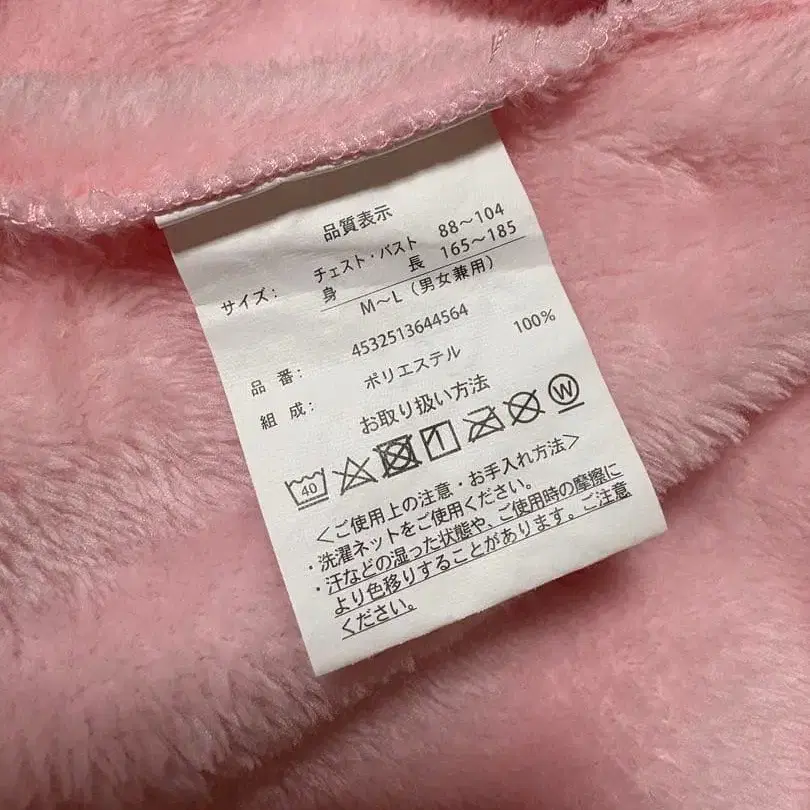 品質表示
サイズ: チェスト・バスト 88～104
身長 165～185
M～L（男女兼用）
品番: 4532513644564
組成: ポリエステル 100%
お取り扱い方法
40 W
＜ご使用上の注意・お手入れ方法＞
・洗濯ネットをご使用ください。
・汗などの湿った状態や、ご使用時の摩擦に
より色移りすることがあります。ご注意
ください。